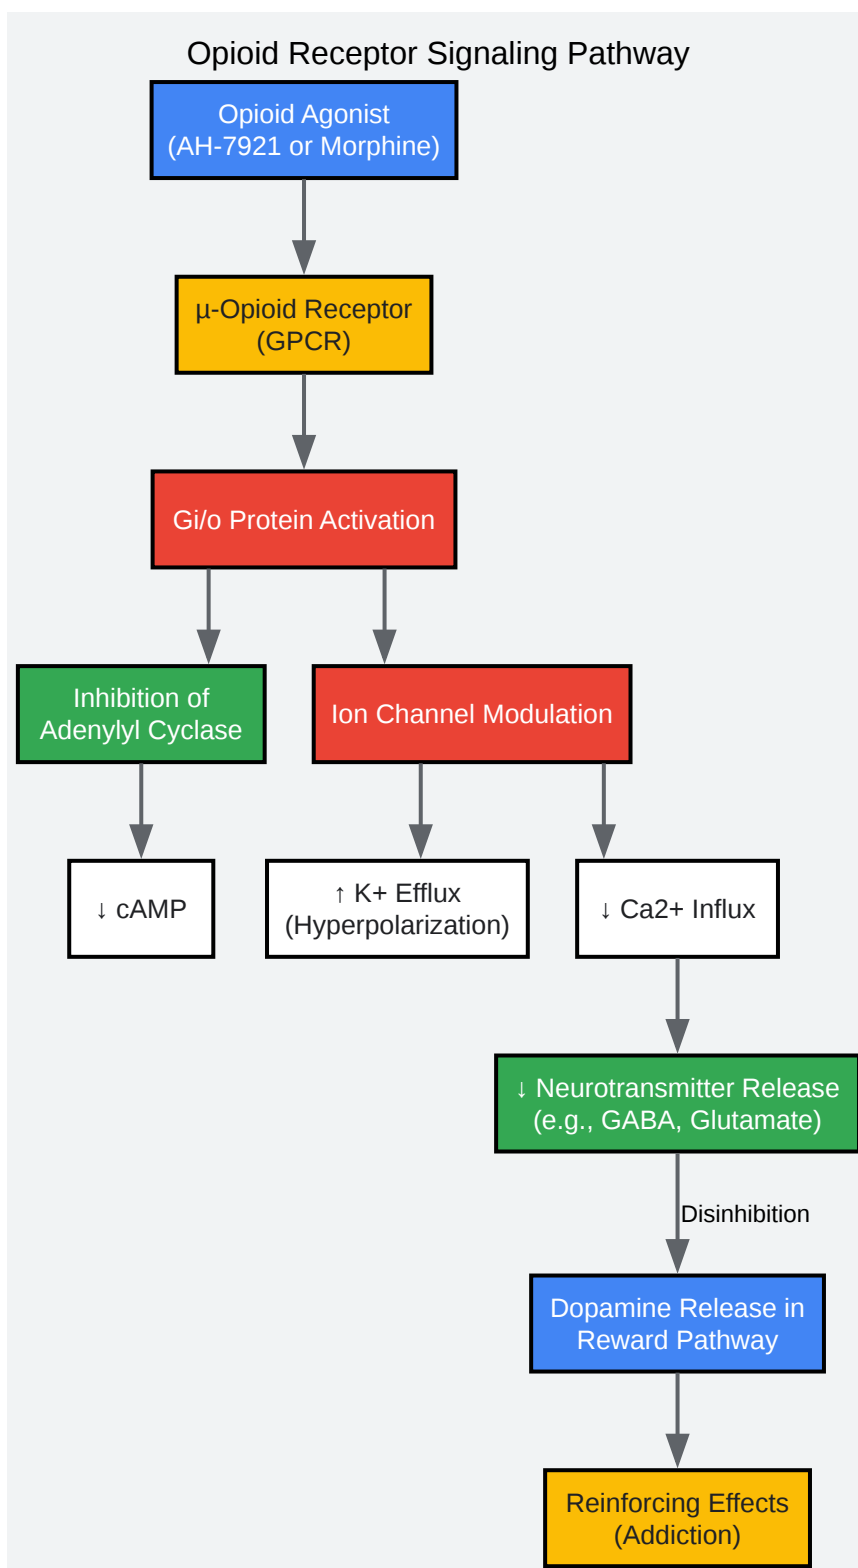 Opioid Receptor Signaling Pathway
Opioid Agonist
(AH-7921 or Morphine)
µ-Opioid Receptor
(GPCR)
Gi/o Protein Activation
Inhibition of
Adenylyl Cyclase
Ion Channel Modulation
↓ cAMP
↑ K+ Efflux
(Hyperpolarization)
↓ Ca2+ Influx
↓ Neurotransmitter Release
(e.g., GABA, Glutamate)
Disinhibition
Dopamine Release in
Reward Pathway
Reinforcing Effects
(Addiction)